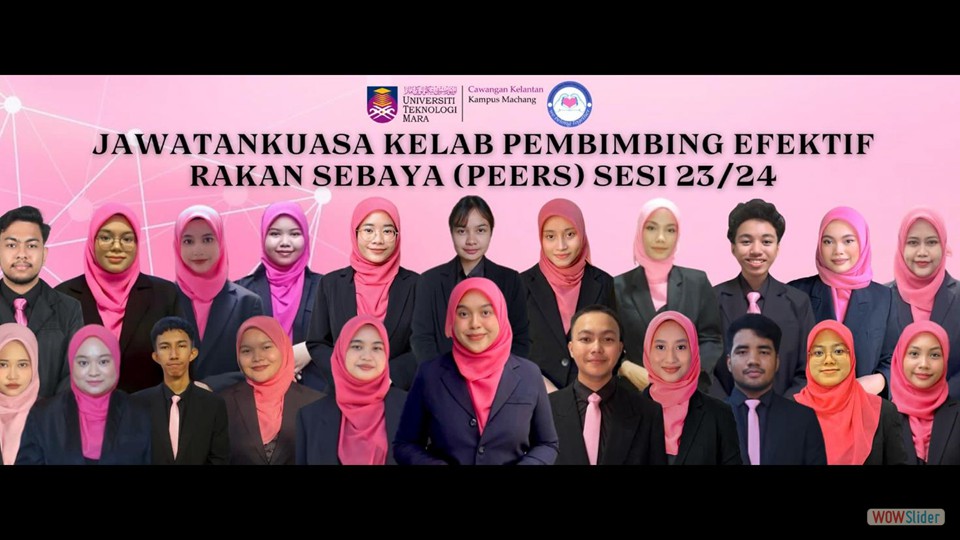 UNIVERSITI
TEKNOLOGI
MARA
Cawangan Kelantan
Kampus Machang
JAWATANKUASA KELAB PEMBIMBING EFEKTIF
RAKAN SEBAYA (PEERS) SESI 23/24
WOWSlider